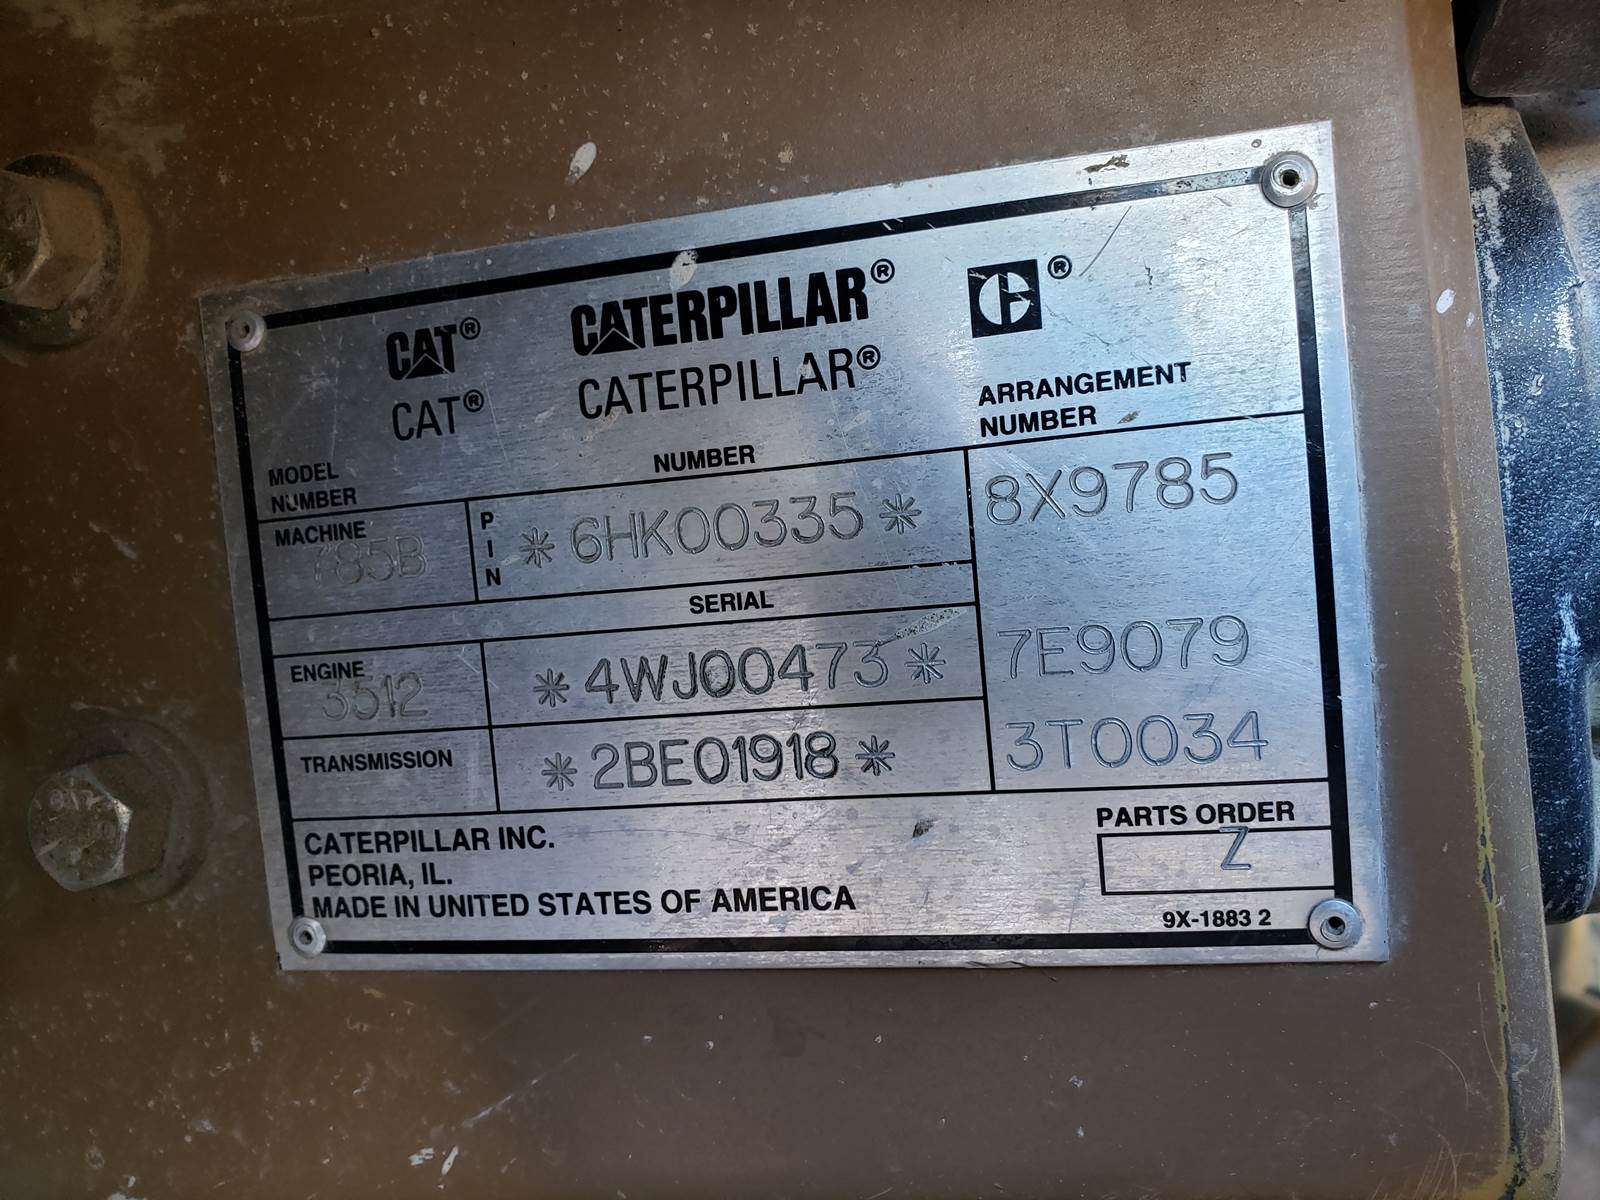 CAT® CATERPILLAR® C®
CAT® CATERPILLAR®
MODEL NUMBER
NUMBER
ARRANGEMENT NUMBER
MACHINE 785B
PIN *6HK00335* 8X9785
SERIAL
ENGINE 3512 *4WJ00473* 7E9079
TRANSMISSION *2BE01918* 3T0034
CATERPILLAR INC.
PEORIA, IL.
MADE IN UNITED STATES OF AMERICA
PARTS ORDER
Z
9X-1883 2